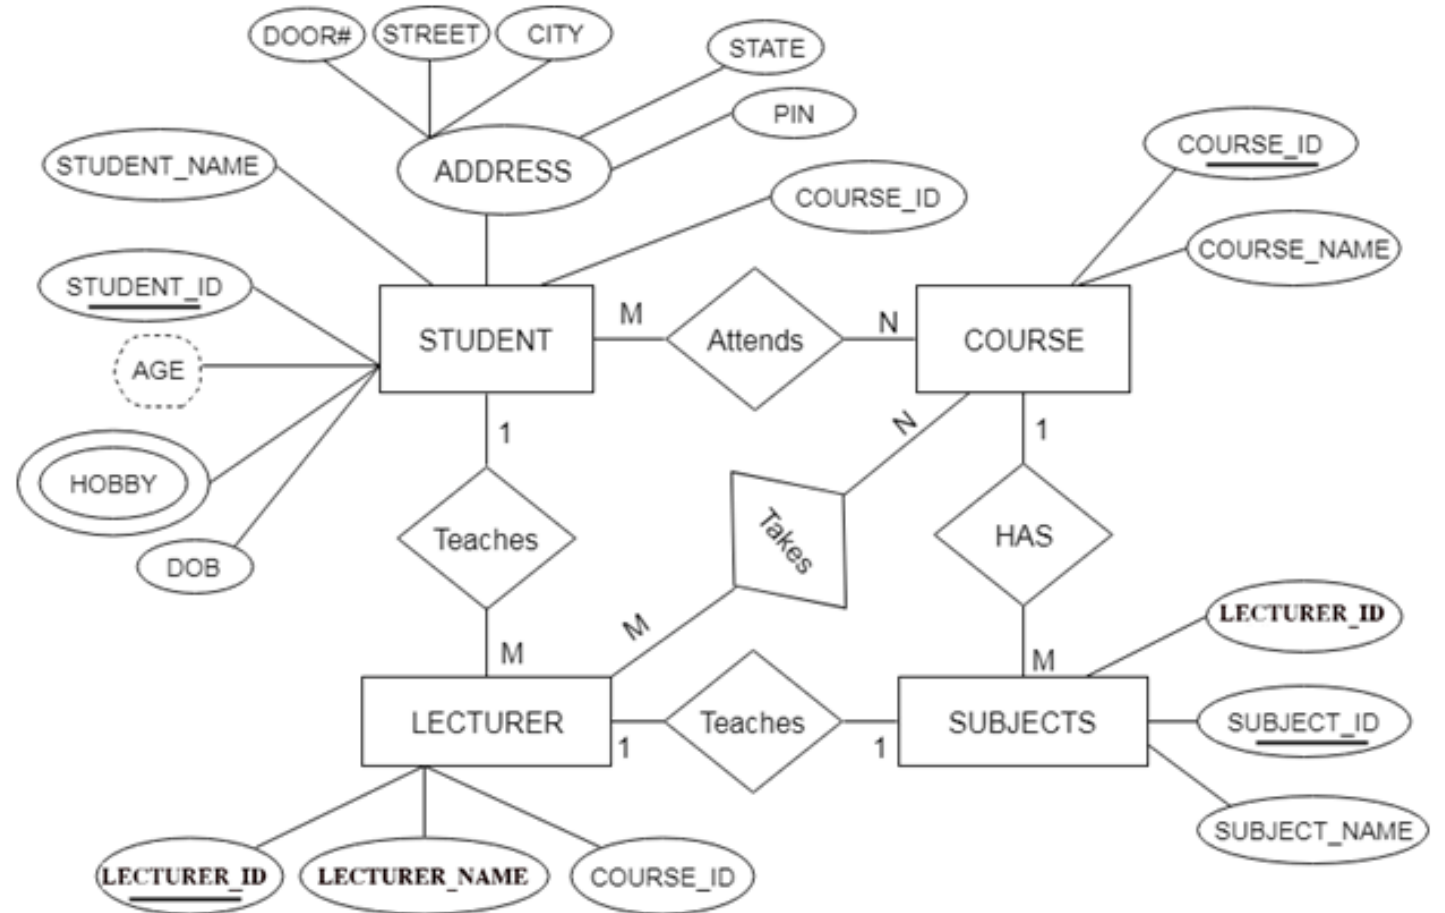 DOOR#
STREET
CITY
STATE
PIN
ADDRESS
STUDENT_NAME
COURSE_ID
COURSE_ID
COURSE_NAME
STUDENT_ID
AGE
HOBBY
DOB
STUDENT
M
Attends
N
COURSE
1
Teaches
M
N
Takes
M
1
HAS
M
LECTURER
1
Teaches
1
SUBJECTS
LECTURER_ID
SUBJECT_ID
SUBJECT_NAME
LECTURER_ID
LECTURER_NAME
COURSE_ID